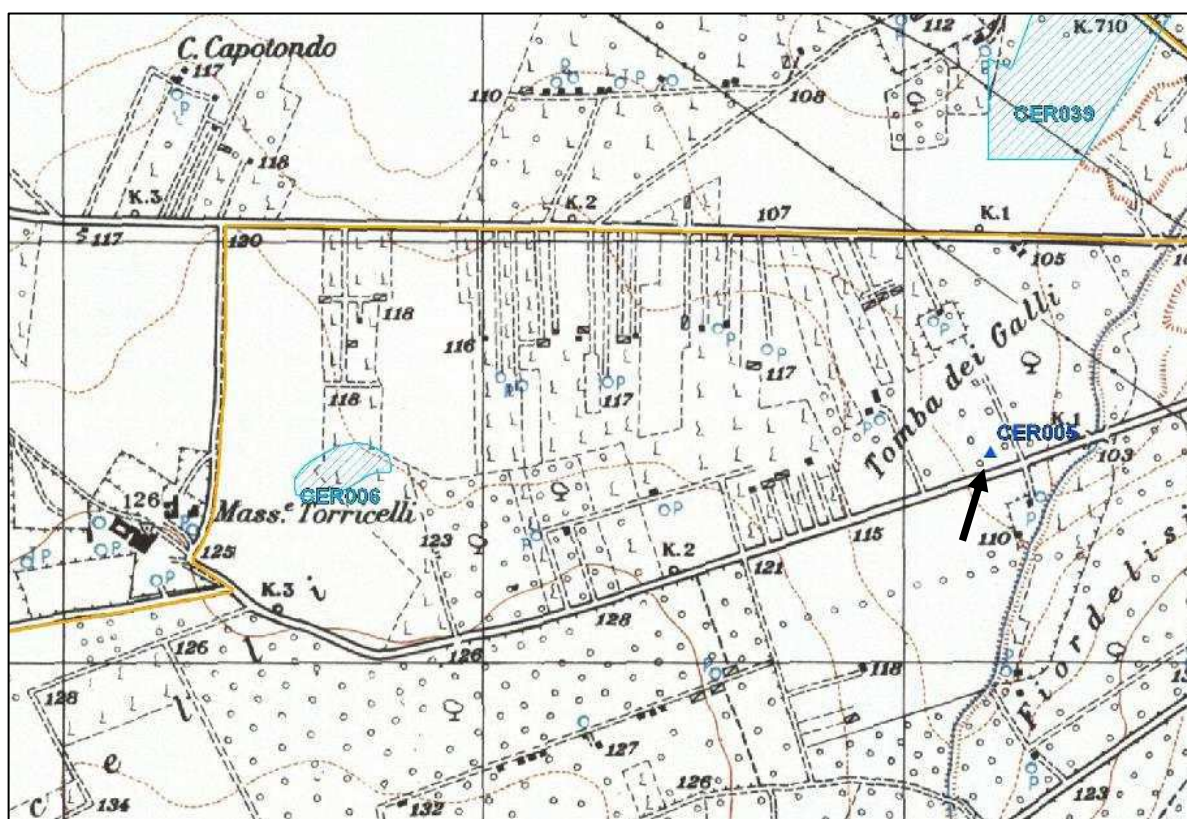 112
K.710
C. Capotondo
117
P
P
110
P
108
CER039
118
K.3
K.2
107
K.1
117
120
105
118
116
P
117
118
P
117
Tomba dei Galli
P
K.1
CER005
103
CER006
126
Mass.e Torricelli
P
123
P
P
115
110
P
P
125
P
K.2
121
K.3
i
128
126
l
126
P
118
P
Fiordelisi
128
l
127
e
126
P
123
c
134
132